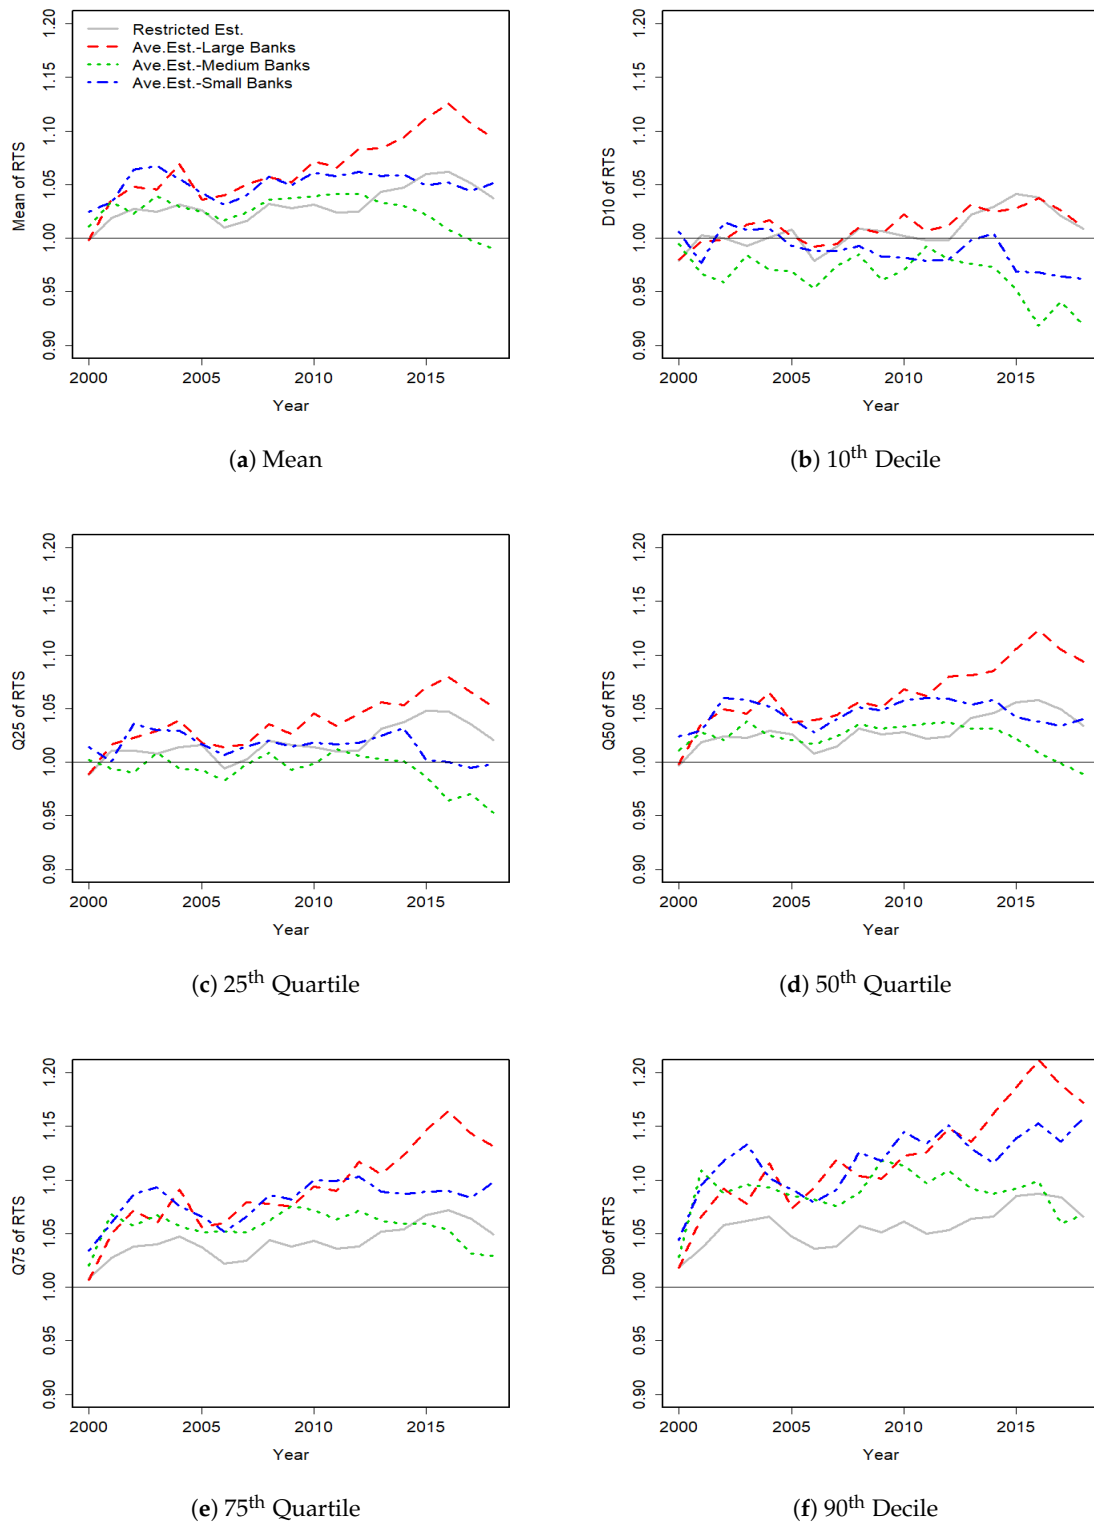 Restricted Est.
Ave.Est.-Large Banks
Ave.Est.-Medium Banks
Ave.Est.-Small Banks
Mean of RTS
0.90 0.95 1.00 1.05 1.10 1.15 1.20
2000 2005 2010 2015
Year
(a) Mean
D10 of RTS
0.90 0.95 1.00 1.05 1.10 1.15 1.20
2000 2005 2010 2015
Year
(b) 10th Decile
Q25 of RTS
0.90 0.95 1.00 1.05 1.10 1.15 1.20
2000 2005 2010 2015
Year
(c) 25th Quartile
Q50 of RTS
0.90 0.95 1.00 1.05 1.10 1.15 1.20
2000 2005 2010 2015
Year
(d) 50th Quartile
Q75 of RTS
0.90 0.95 1.00 1.05 1.10 1.15 1.20
2000 2005 2010 2015
Year
(e) 75th Quartile
D90 of RTS
0.90 0.95 1.00 1.05 1.10 1.15 1.20
2000 2005 2010 2015
Year
(f) 90th Decile